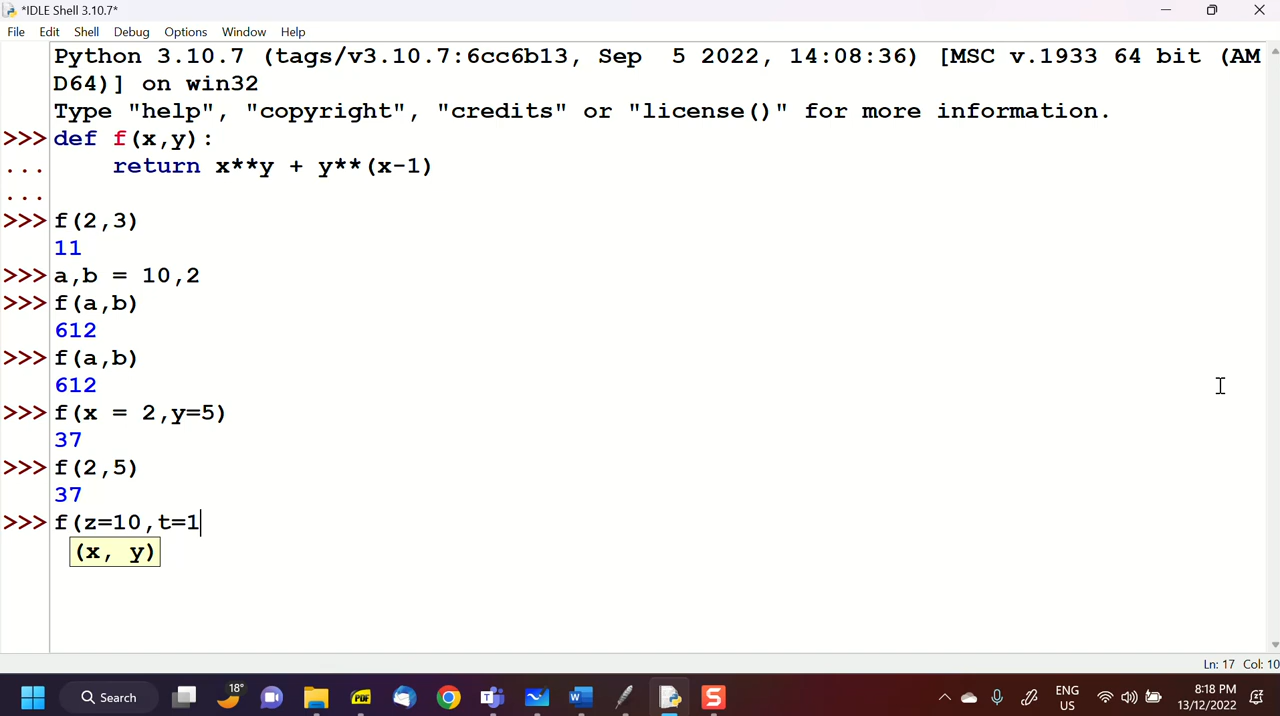 *IDLE Shell 3.10.7*
File Edit Shell Debug Options Window Help
Python 3.10.7 (tags/v3.10.7:6cc6b13, Sep  5 2022, 14:08:36) [MSC v.1933 64 bit (AM
D64)] on win32
Type "help", "copyright", "credits" or "license()" for more information.
>>> def f(x,y):
...     return x**y + y**(x-1)
...
>>> f(2,3)
11
>>> a,b = 10,2
>>> f(a,b)
612
>>> f(a,b)
612
>>> f(x = 2,y=5)
37
>>> f(2,5)
37
>>> f(z=10,t=1
(x, y)
Ln: 17 Col: 10
Search
18°
PDF
ENG
US
8:18 PM
13/12/2022